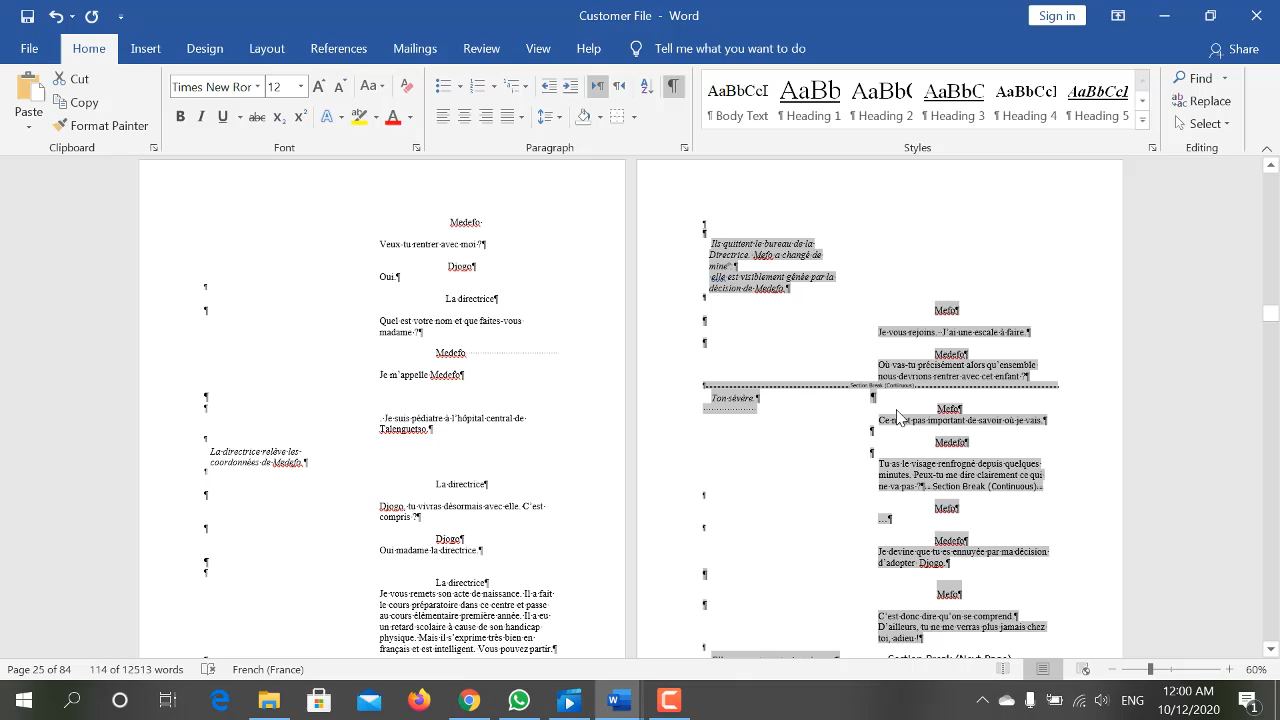 Customer File - Word
Sign in
File Home Insert Design Layout References Mailings Review View Help Tell me what you want to do Share
Paste
Cut
Copy
Format Painter
Clipboard
Times New Ror 12
Font
Paragraph
AaBbCcI AaBb AaBb( AaBbC AaBbCcI AaBbCcI
¶ Body Text ¶ Heading 1 ¶ Heading 2 ¶ Heading 3 ¶ Heading 4 ¶ Heading 5
Styles
Find
Replace
Select
Editing
Medefo·
Veux-tu·rentrer·avec·moi·?¶
Djogo¶
Oui.¶
La·directrice¶
Quel·est·votre·nom·et·que·faites-vous·
madame·?¶
Medefo
Je·m'appelle·Medefo¶
·Je·suis·pédiatre·à·l'hôpital·central·de·
Talenguetso.¶
La·directrice·relève·les·
coordonnées·de·Medefo.¶
La·directrice¶
Djogo,·tu·vivras·désormais·avec·elle.·C'est·
compris·?¶
Djogo¶
Oui·madame·la·directrice.¶
La·directrice¶
Je·vous·remets·son·acte·de·naissance.·Il·a·fait·
le·cours·préparatoire·dans·ce·centre·et·passe·
au·cours·élémentaire·première·année.·Il·a·eu·
un·retard·scolaire·à·cause·de·son·handicap·
physique.·Mais·il·s'exprime·très·bien·en·
français·et·est·intelligent.·Vous·pouvez·partir.¶
Ils·quittent·le·bureau·de·la·
Directrice.·Mefo·a·changé·de·
mine".¶
elle·est·visiblement·gênée·par·la·
décision·de·Medefo.¶
Mefo¶
Je·vous·rejoins.··J'ai·une·escale·à·faire.¶
Medefo¶
Où·vas-tu·précisément·alors·qu'ensemble·
nous·devrions·rentrer·avec·cet·enfant·?¶
Section Break (Continuous)
Ton·sévère.¶
Mefo¶
pas·important·de·savoir·où·je·vais.¶
Medefo¶
Tu·as·le·visage·renfrogné·depuis·quelques·
minutes.·Peux-tu·me·dire·clairement·ce·qui·
ne·va·pas·?¶ Section Break (Continuous)
Mefo¶
…¶
Medefo¶
Je·devine·que·tu·es·ennuyée·par·ma·décision·
d'adopter··Djogo.¶
Mefo¶
C'est·donc·dire·qu'on·se·comprend.¶
D'ailleurs,·tu·ne·me·verras·plus·jamais·chez·
toi,·adieu·!¶
Section Break (Next Page)
Page 25 of 84 114 of 12513 words French (France) 60%
ENG
12:00 AM
10/12/2020
1